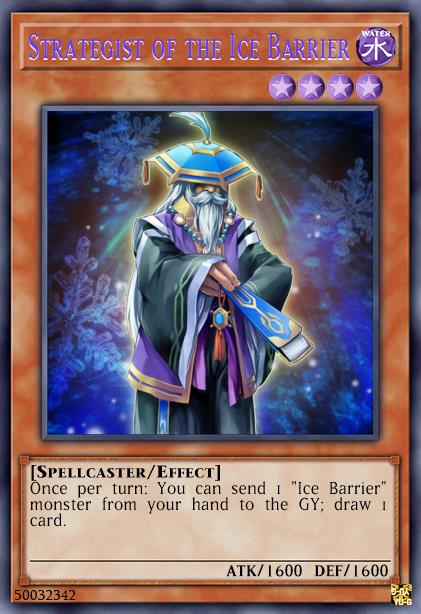 STRATEGIST OF THE ICE BARRIER
WATER
水
[SPELLCASTER/EFFECT]
Once per turn: You can send 1 "Ice Barrier"
monster from your hand to the GY; draw 1
card.
ATK/1600 DEF/1600
50032342